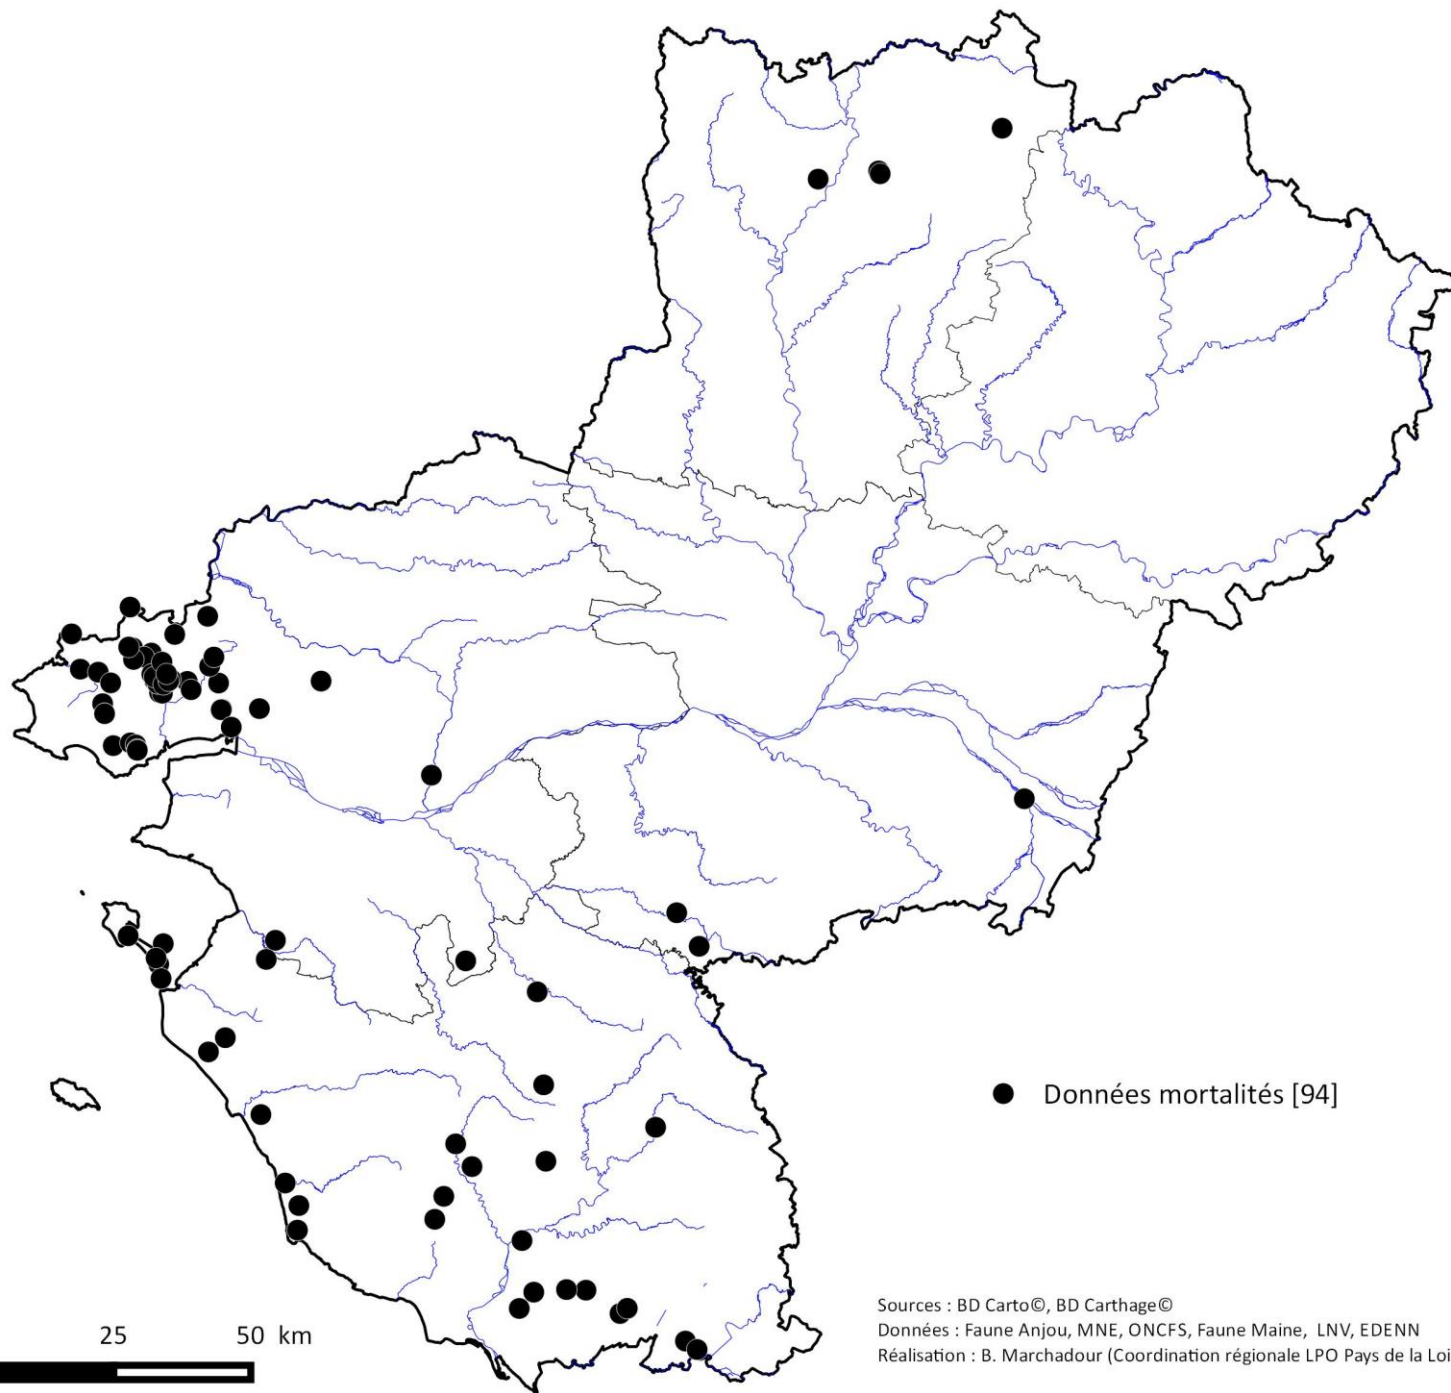 Données mortalités [94]
25 50 km
Sources : BD Carto©, BD Carthage©
Données : Faune Anjou, MNE, ONCFS, Faune Maine, LNV, EDENN
Réalisation : B. Marchadour (Coordination régionale LPO Pays de la Loi